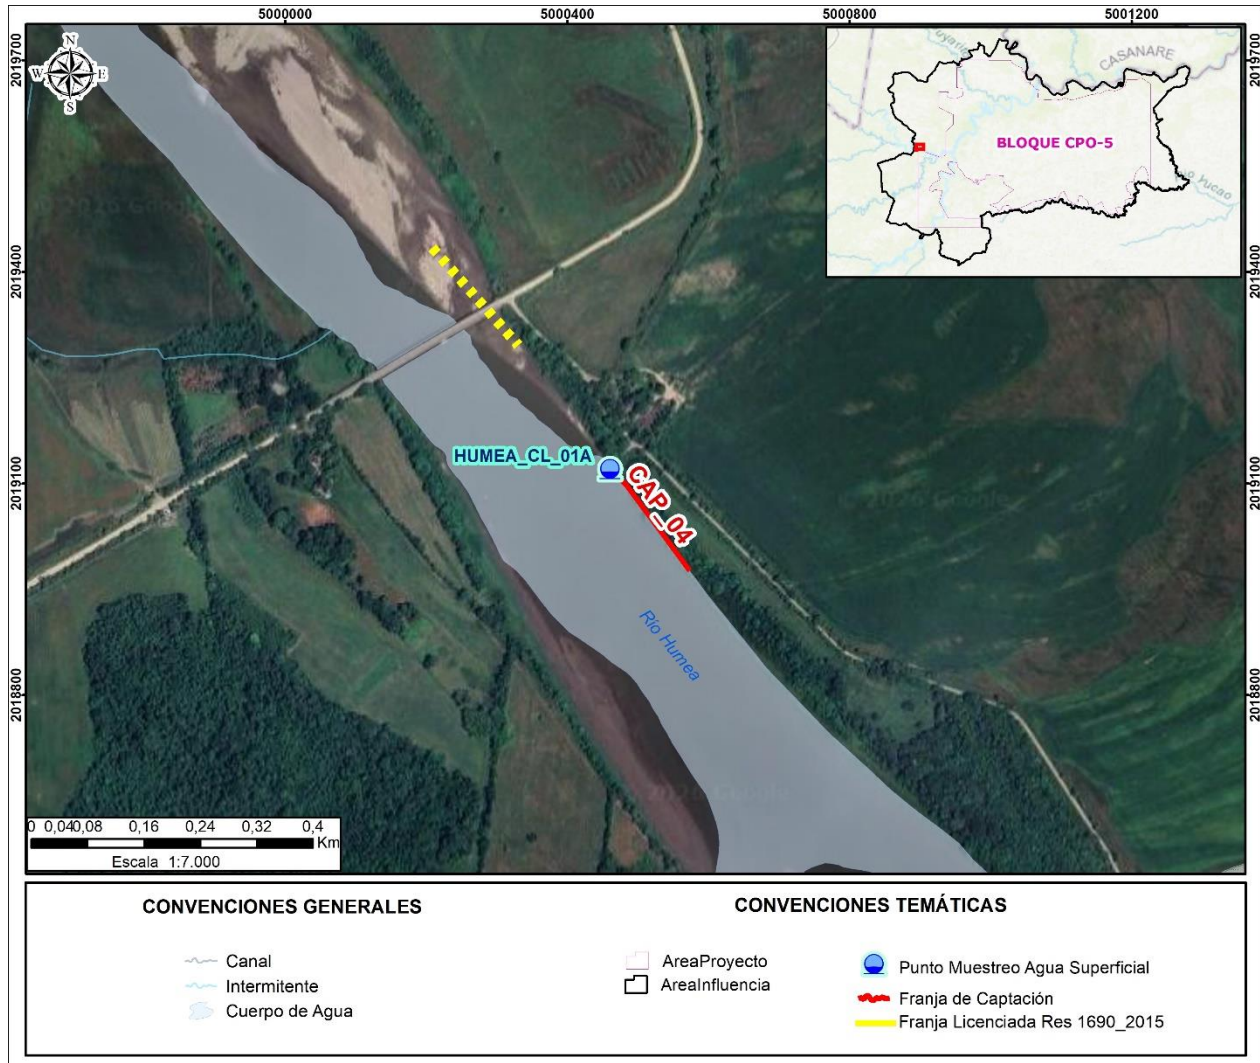 5000000 5000400 5000800 5001200
2019700
2019700
N
W E
S
CASANARE
BLOQUE CPO-5
Yucao
2019400
2019400
HUMEA_CL_01A
CAP_04
2019100
2019100
Río Humea
2018800
2018800
0 0,04 0,08 0,16 0,24 0,32 0,4
Km
Escala 1:7.000
CONVENCIONES GENERALES
Canal
Intermitente
Cuerpo de Agua
CONVENCIONES TEMÁTICAS
AreaProyecto
AreaInfluencia
Punto Muestreo Agua Superficial
Franja de Captación
Franja Licenciada Res 1690_2015